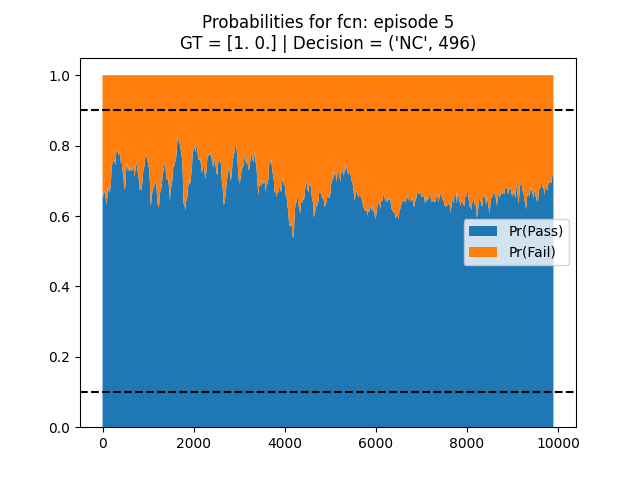 Probabilities for fcn: episode 5
GT = [1. 0.] | Decision = ('NC', 496)
1.0
0.8
0.6
0.4
0.2
0.0
Pr(Pass)
Pr(Fail)
0 2000 4000 6000 8000 10000